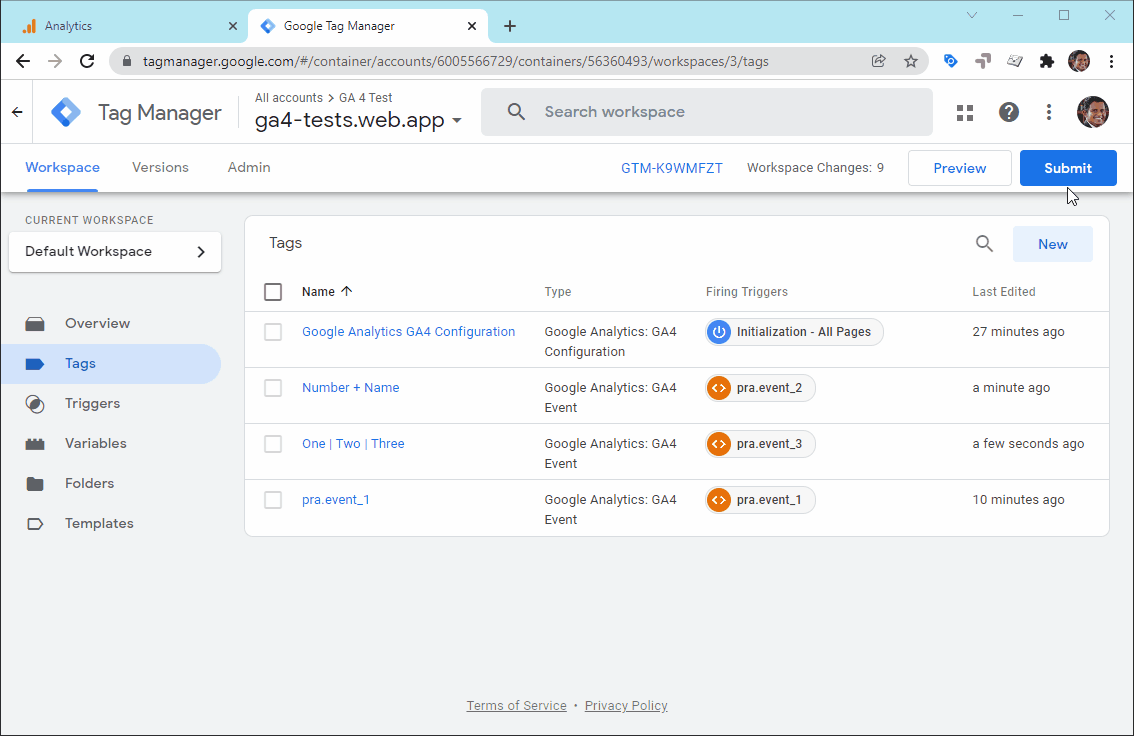 Analytics
Google Tag Manager
tagmanager.google.com/#/container/accounts/6005566729/containers/56360493/workspaces/3/tags
Tag Manager
All accounts > GA 4 Test
ga4-tests.web.app
Search workspace
Workspace Versions Admin
GTM-K9WMFZT
Workspace Changes: 9
Preview
Submit
CURRENT WORKSPACE
Default Workspace
Overview
Tags
Triggers
Variables
Folders
Templates
Tags
New
Name Type Firing Triggers Last Edited
Google Analytics GA4 Configuration Google Analytics: GA4 Initialization - All Pages 27 minutes ago
Configuration
Number + Name Google Analytics: GA4 pra.event_2 a minute ago
Event
One | Two | Three Google Analytics: GA4 pra.event_3 a few seconds ago
Event
pra.event_1 Google Analytics: GA4 pra.event_1 10 minutes ago
Event
Terms of Service • Privacy Policy